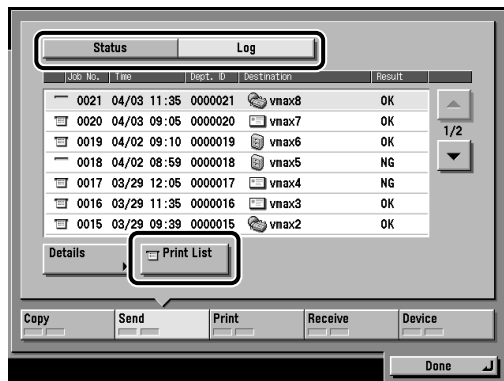 Status Log
Job No. Time Dept. ID Destination Result
0021 04/03 11:35 0000021 vmax8 OK
0020 04/03 09:05 0000020 vmax7 OK
0019 04/02 09:10 0000019 vmax6 OK
0018 04/02 08:59 0000018 vmax5 NG
0017 03/29 12:05 0000017 vmax4 NG
0016 03/29 11:35 0000016 vmax3 OK
0015 03/29 09:39 0000015 vmax2 OK
1/2
Details Print List
Copy Send Print Receive Device
Done